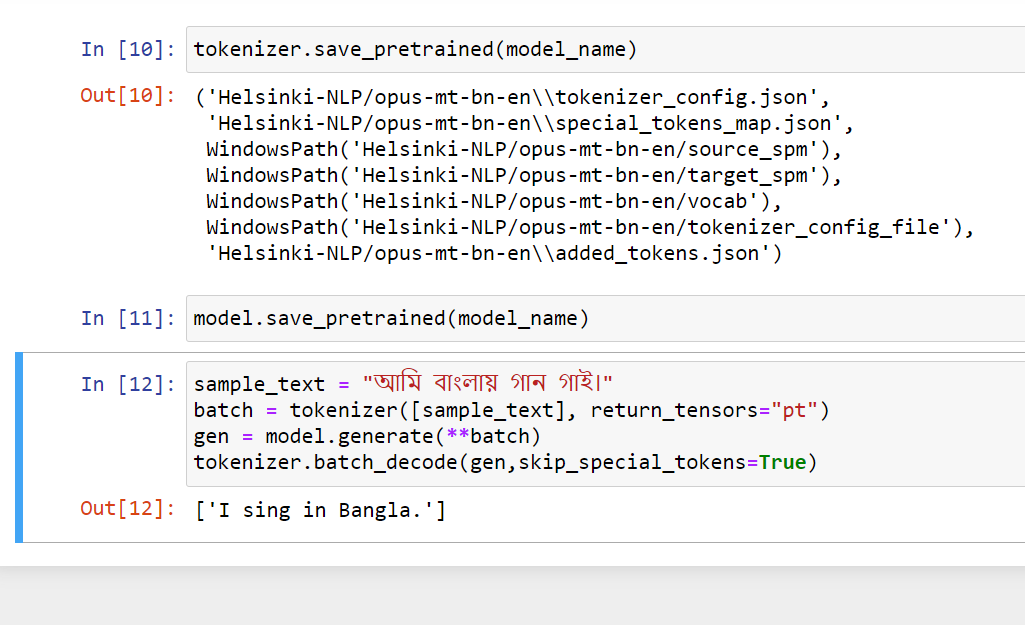 In [10]: tokenizer.save_pretrained(model_name)
Out[10]: ('Helsinki-NLP/opus-mt-bn-en\\tokenizer_config.json',
'Helsinki-NLP/opus-mt-bn-en\\special_tokens_map.json',
WindowsPath('Helsinki-NLP/opus-mt-bn-en/source_spm'),
WindowsPath('Helsinki-NLP/opus-mt-bn-en/target_spm'),
WindowsPath('Helsinki-NLP/opus-mt-bn-en/vocab'),
WindowsPath('Helsinki-NLP/opus-mt-bn-en/tokenizer_config_file'),
'Helsinki-NLP/opus-mt-bn-en\\added_tokens.json')
In [11]: model.save_pretrained(model_name)
In [12]: sample_text = "আমি বাংলায় গান গাই।"
batch = tokenizer([sample_text], return_tensors="pt")
gen = model.generate(**batch)
tokenizer.batch_decode(gen,skip_special_tokens=True)
Out[12]: ['I sing in Bangla.']